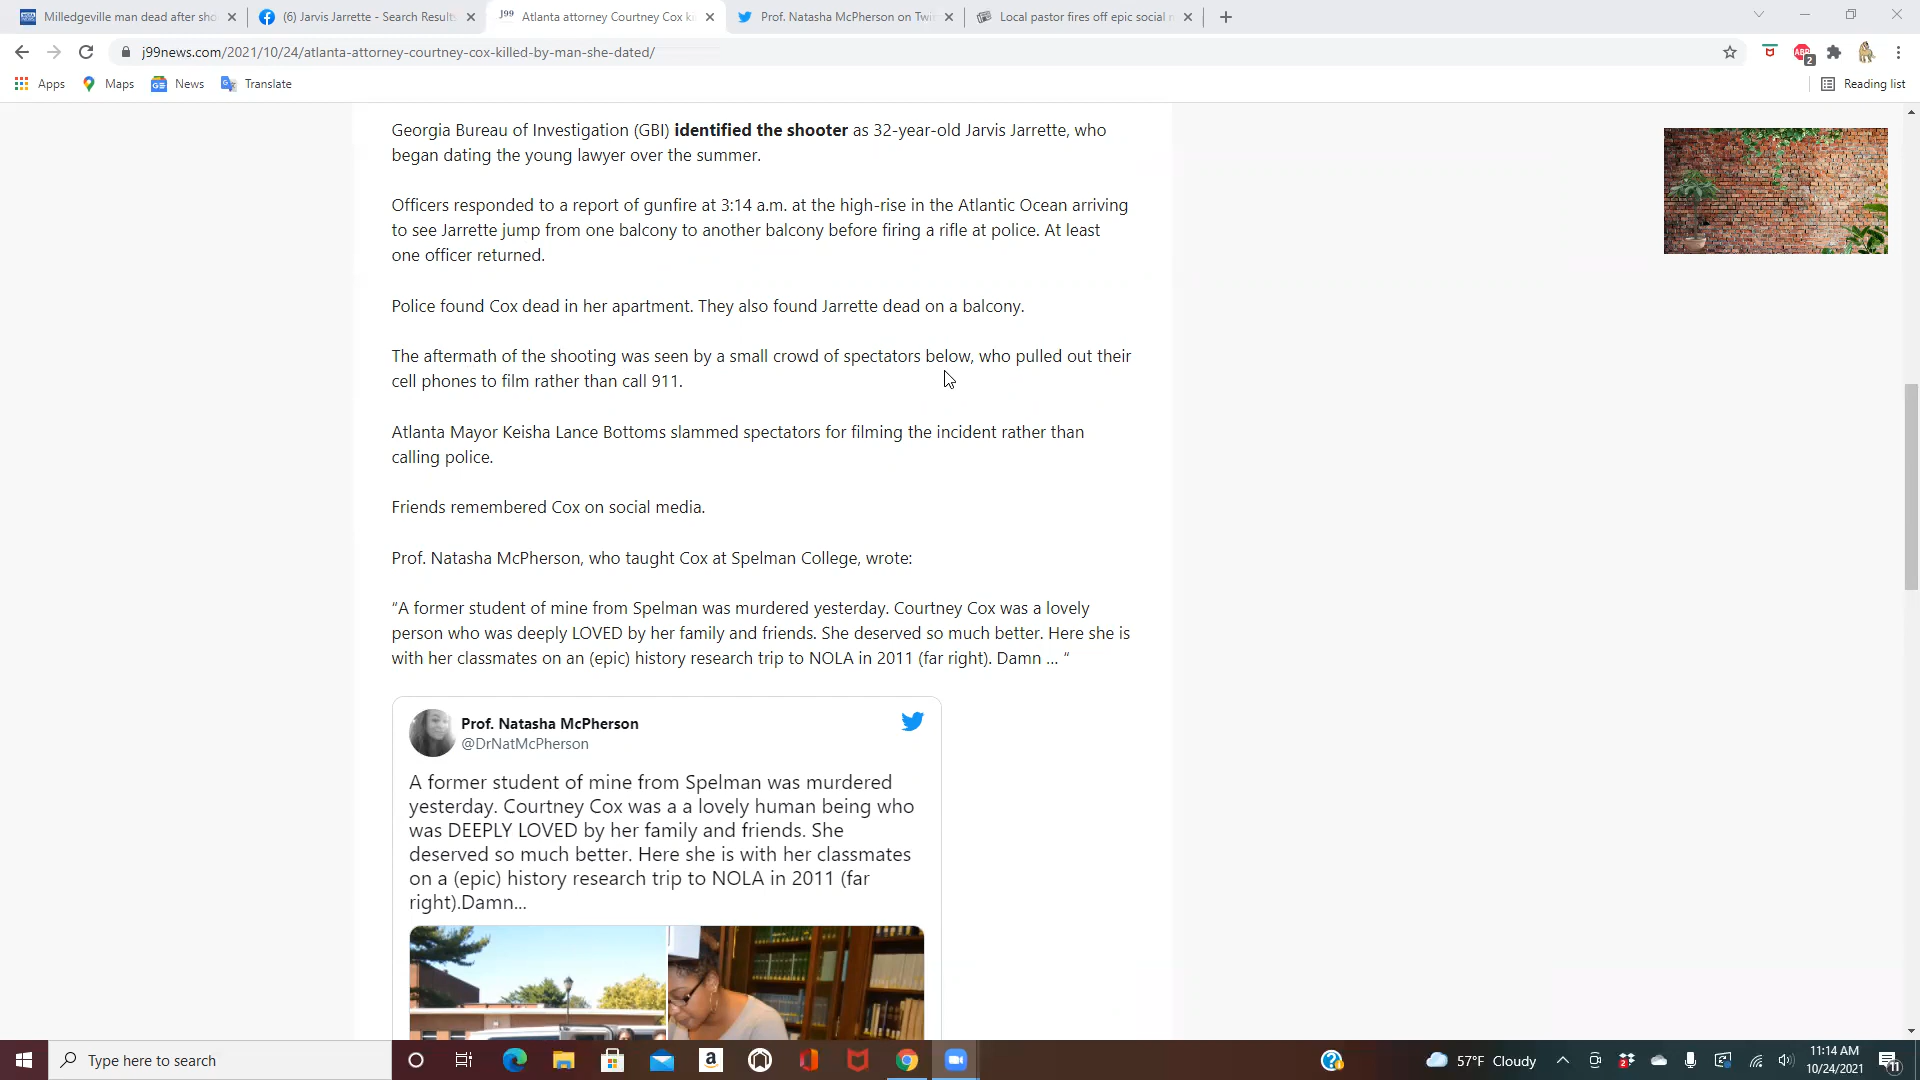 Milledgeville man dead after sho
(6) Jarvis Jarrette - Search Results
J99 Atlanta attorney Courtney Cox k
Prof. Natasha McPherson on Twi
Local pastor fires off epic social
j99news.com/2021/10/24/atlanta-attorney-courtney-cox-killed-by-man-she-dated/
ABP
2
Apps
Maps
News
Translate
Reading list
Georgia Bureau of Investigation (GBI) identified the shooter as 32-year-old Jarvis Jarrette, who
began dating the young lawyer over the summer.
Officers responded to a report of gunfire at 3:14 a.m. at the high-rise in the Atlantic Ocean arriving
to see Jarrette jump from one balcony to another balcony before firing a rifle at police. At least
one officer returned.
Police found Cox dead in her apartment. They also found Jarrette dead on a balcony.
The aftermath of the shooting was seen by a small crowd of spectators below, who pulled out their
cell phones to film rather than call 911.
Atlanta Mayor Keisha Lance Bottoms slammed spectators for filming the incident rather than
calling police.
Friends remembered Cox on social media.
Prof. Natasha McPherson, who taught Cox at Spelman College, wrote:
“A former student of mine from Spelman was murdered yesterday. Courtney Cox was a lovely
person who was deeply LOVED by her family and friends. She deserved so much better. Here she is
with her classmates on an (epic) history research trip to NOLA in 2011 (far right). Damn ... “
Prof. Natasha McPherson
@DrNatMcPherson
A former student of mine from Spelman was murdered
yesterday. Courtney Cox was a a lovely human being who
was DEEPLY LOVED by her family and friends. She
deserved so much better. Here she is with her classmates
on a (epic) history research trip to NOLA in 2011 (far
right).Damn...
Type here to search
57°F Cloudy
11:14 AM
10/24/2021
11